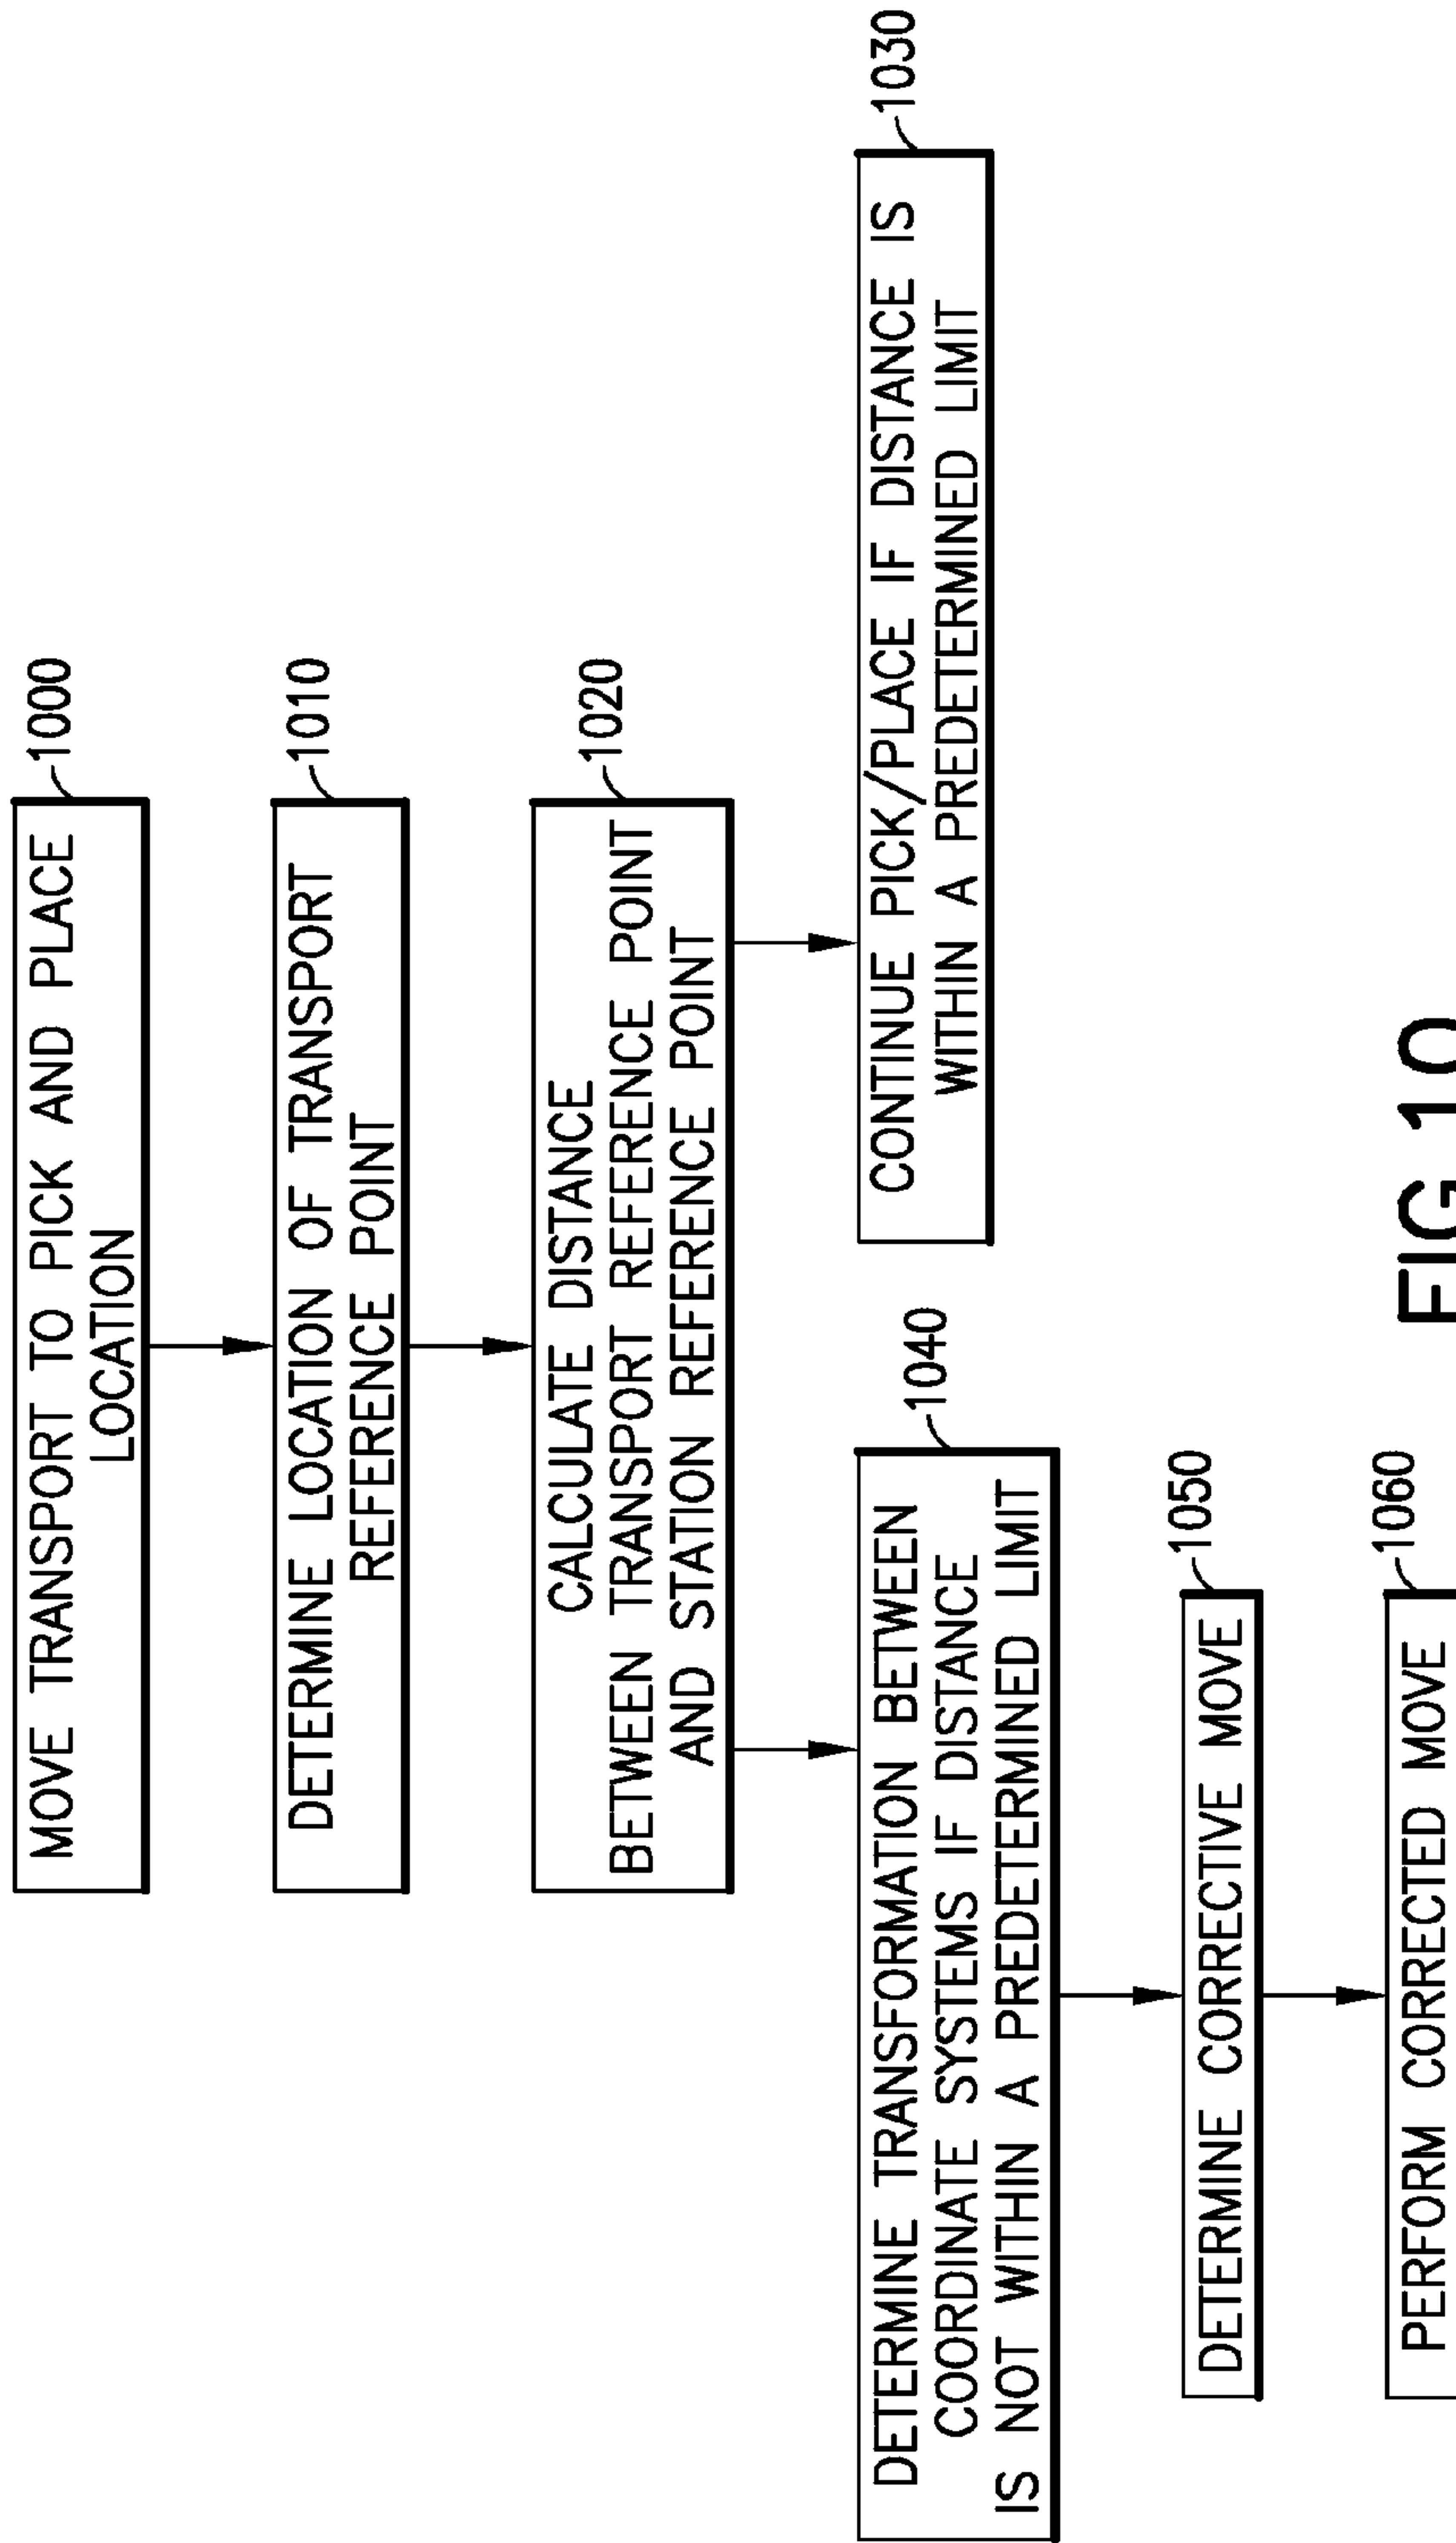 MOVE TRANSPORT TO PICK AND PLACE
LOCATION
1000
DETERMINE LOCATION OF TRANSPORT
REFERENCE POINT
1010
CALCULATE DISTANCE
BETWEEN TRANSPORT REFERENCE POINT
AND STATION REFERENCE POINT
1020
DETERMINE TRANSFORMATION BETWEEN
COORDINATE SYSTEMS IF DISTANCE
IS NOT WITHIN A PREDETERMINED LIMIT
1040
CONTINUE PICK/PLACE IF DISTANCE IS
WITHIN A PREDETERMINED LIMIT
1030
DETERMINE CORRECTIVE MOVE
1050
PERFORM CORRECTED MOVE
1060
FIG.10